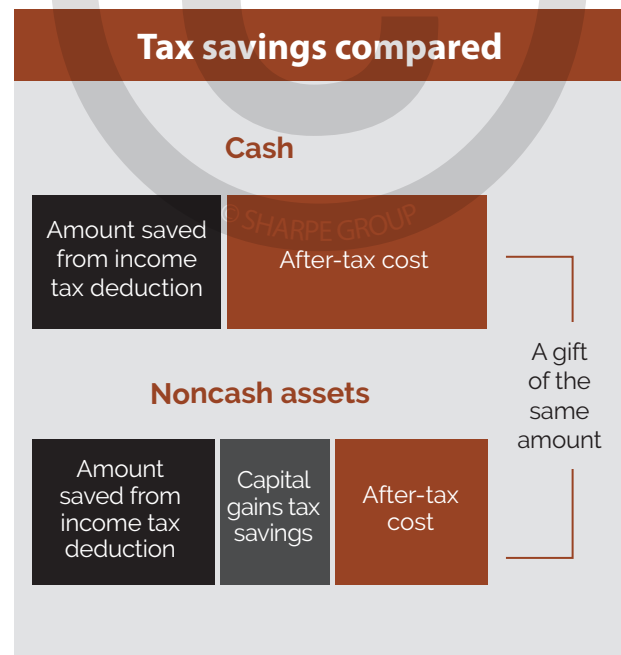 Tax savings compared
Cash
© SHARPE GROUP
Amount saved
from income
tax deduction
After-tax cost
A gift
of the
same
amount
Noncash assets
Amount
saved from
income tax
deduction
Capital
gains tax
savings
After-tax
cost